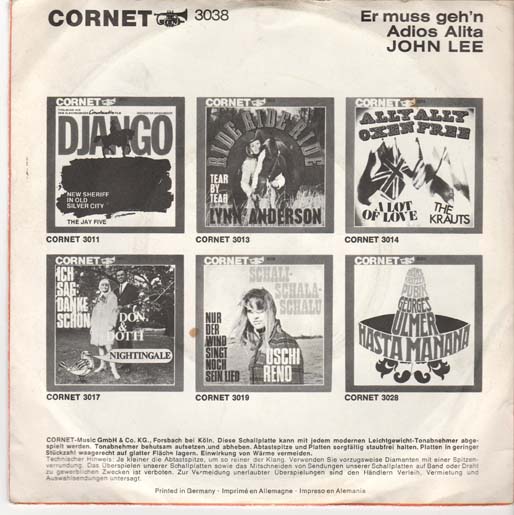 CORNET 3038
Er muss geh'n
Adios Alita
JOHN LEE
CORNET
DJANGO
NEW SHERIFF
IN OLD
SILVER CITY
THE JAY FIVE
CORNET 3011
CORNET
RIDE RIDE RIDE
TEAR
BY
TEAR
LYNN ANDERSON
CORNET 3013
CORNET
ALLY ALLY
OXEN FREE
A LOT
OF LOVE
THE
KRAUTS
CORNET 3014
CORNET
ICH
SAG
DANKE
SCHÖN
DON
&
NIGHTINGALE
CORNET 3017
CORNET
SCHALI-
SCHALA-
SCHALU
NUR
DER
WIND
SINGT
NOCH
SEIN LIED
USCHI
RENO
CORNET 3019
CORNET
GEORGES
ULMER
HASTA MAÑANA
CORNET 3028
CORNET-Music GmbH & Co. KG., Forsbach bei Köln. Diese Schallplatte kann mit jedem modernen Leichtgewicht-Tonabnehmer abge-
spielt werden. Tonabnehmer behutsam aufsetzen und abheben. Abtastspitze und Platten sorgfältig staubfrei halten. Platten in geringer
Stückzahl waagerecht auf glatter Fläche lagern. Einwirkung von Wärme vermeiden.
Technischer Hinweis: Je kleiner die Abtastspitze, um so reiner der Klang. Verwenden Sie vorzugsweise Diamanten mit einer Spitzen-
verrundung. Das Überspielen unserer Schallplatten sowie das Mitschneiden von Sendungen unserer Schallplatten auf Band oder Draht
zu gewerblichen Zwecken ist verboten. Zur Vermeidung unerlaubter Überspielungen sind den Händlern Verleih, Vermietung und
Auswahlsendungen untersagt.
Printed in Germany · Imprimé en Allemagne · Impreso en Alemania